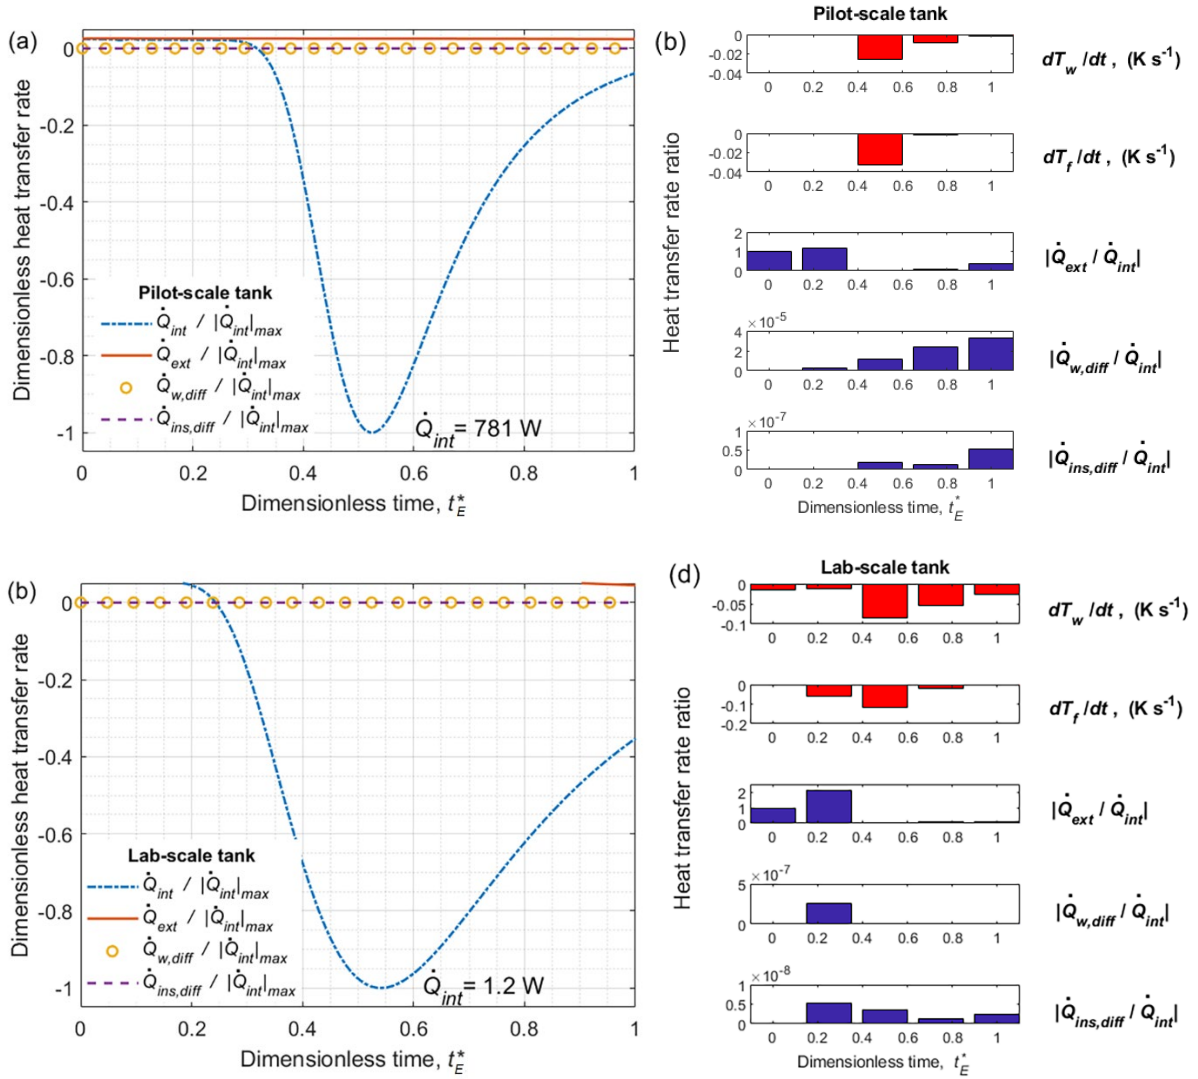 (a)
Dimensionless heat transfer rate
0
-0.2
-0.4
-0.6
-0.8
-1
Pilot-scale tank
Q̇int / |Q̇int|max
Q̇ext / |Q̇int|max
Q̇w,diff / |Q̇int|max
Q̇ins,diff / |Q̇int|max
Q̇int = 781 W
0 0.2 0.4 0.6 0.8 1
Dimensionless time, t*E
(b)
Pilot-scale tank
Heat transfer rate ratio
0
-0.02
-0.04
0 0.2 0.4 0.6 0.8 1
dTw/dt , (K s⁻¹)
0
-0.02
-0.04
0 0.2 0.4 0.6 0.8 1
dTf/dt , (K s⁻¹)
2
1
0
0 0.2 0.4 0.6 0.8 1
|Q̇ext / Q̇int|
×10⁻⁵
4
2
0
0 0.2 0.4 0.6 0.8 1
|Q̇w,diff / Q̇int|
×10⁻⁷
1
0.5
0
0 0.2 0.4 0.6 0.8 1
|Q̇ins,diff / Q̇int|
Dimensionless time, t*E
(b)
Dimensionless heat transfer rate
0
-0.2
-0.4
-0.6
-0.8
-1
Lab-scale tank
Q̇int / |Q̇int|max
Q̇ext / |Q̇int|max
Q̇w,diff / |Q̇int|max
Q̇ins,diff / |Q̇int|max
Q̇int = 1.2 W
0 0.2 0.4 0.6 0.8 1
Dimensionless time, t*E
(d)
Lab-scale tank
Heat transfer rate ratio
0
-0.05
-0.1
0 0.2 0.4 0.6 0.8 1
dTw/dt , (K s⁻¹)
0
-0.1
-0.2
0 0.2 0.4 0.6 0.8 1
dTf/dt , (K s⁻¹)
2
1
0
0 0.2 0.4 0.6 0.8 1
|Q̇ext / Q̇int|
×10⁻⁷
5
0
0 0.2 0.4 0.6 0.8 1
|Q̇w,diff / Q̇int|
×10⁻⁸
1
0.5
0
0 0.2 0.4 0.6 0.8 1
|Q̇ins,diff / Q̇int|
Dimensionless time, t*E